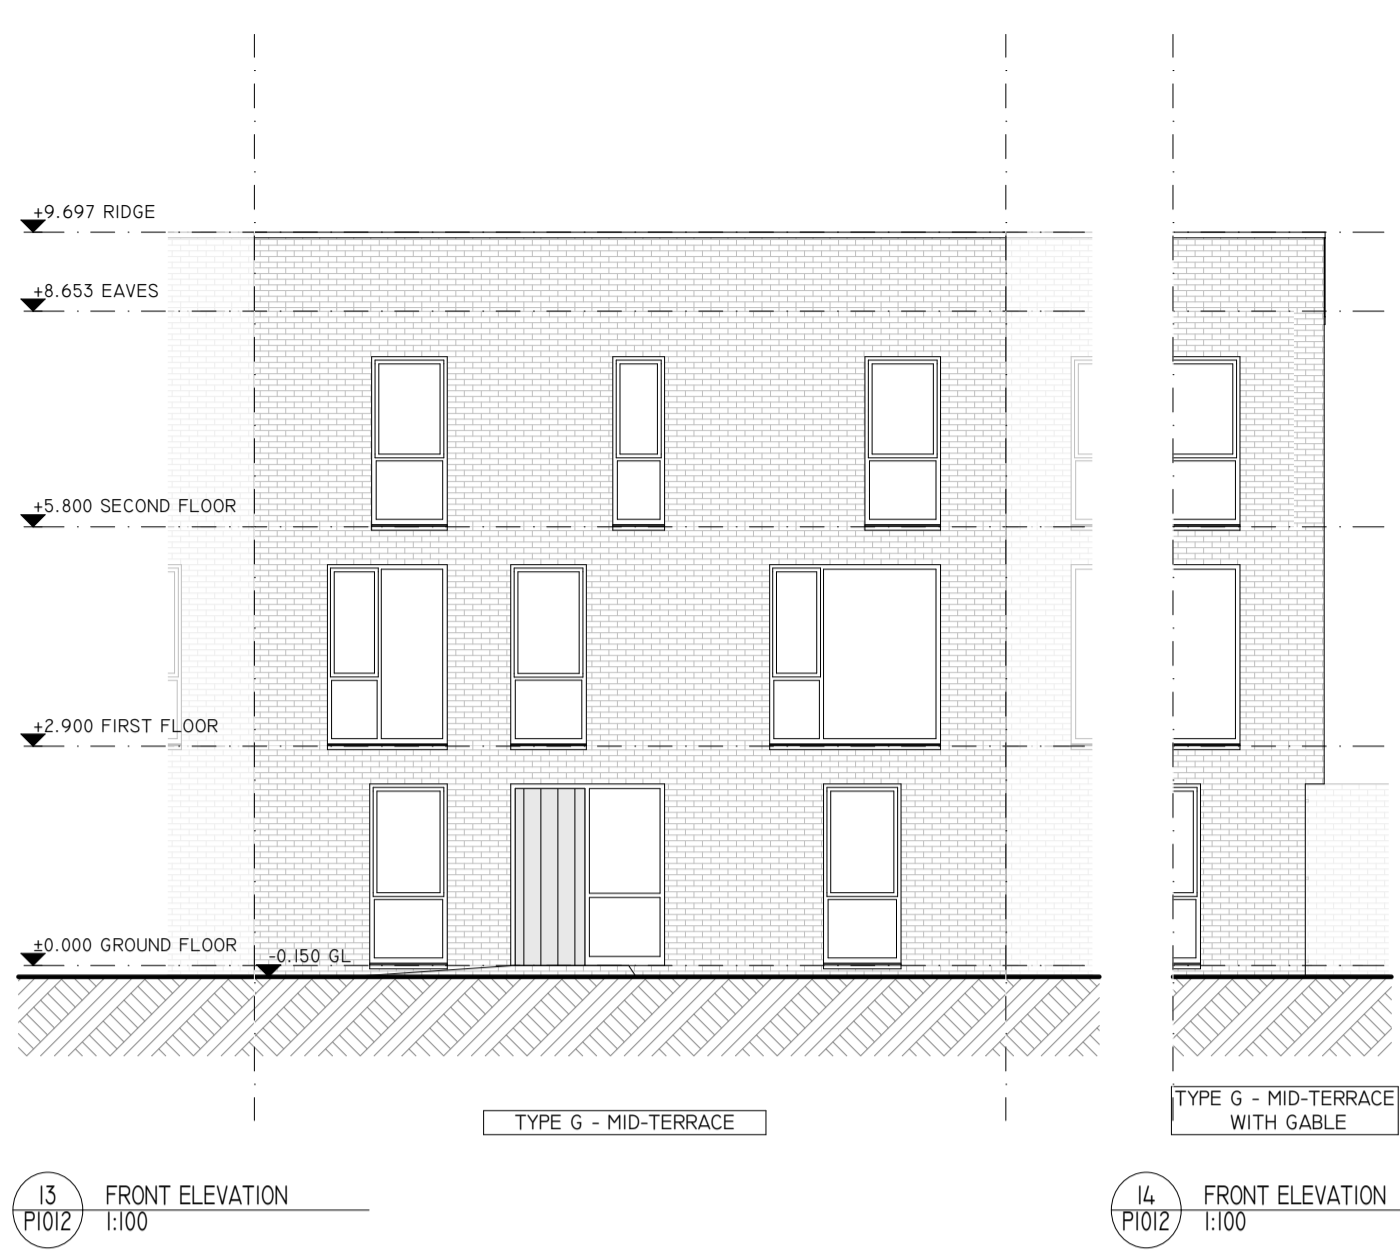 +9.697 RIDGE
+8.653 EAVES
+5.800 SECOND FLOOR
+2.900 FIRST FLOOR
±0.000 GROUND FLOOR
-0.150 GL
TYPE G - MID-TERRACE
TYPE G - MID-TERRACE
WITH GABLE
13
P1012
FRONT ELEVATION
1:100
14
P1012
FRONT ELEVATION
1:100